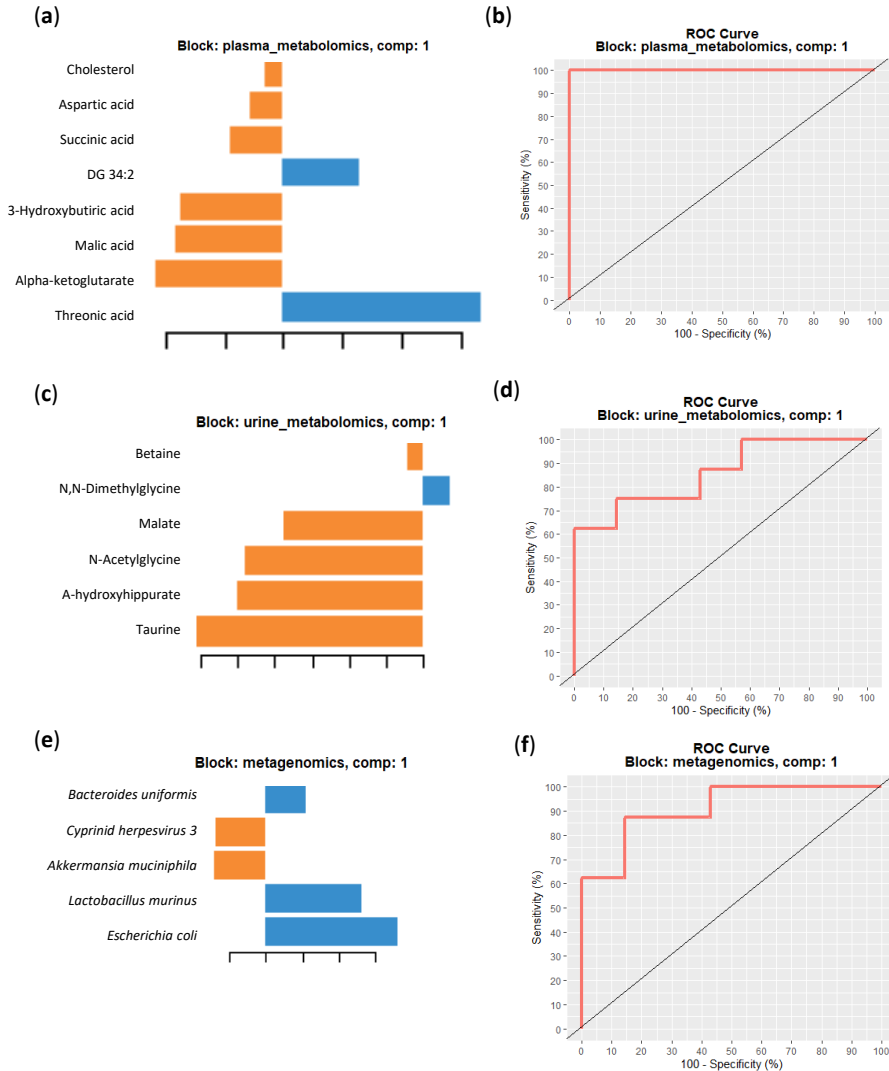 (a)
Block: plasma_metabolomics, comp: 1
Cholesterol
Aspartic acid
Succinic acid
DG 34:2
3-Hydroxybutiric acid
Malic acid
Alpha-ketoglutarate
Threonic acid
(b)
ROC Curve
Block: plasma_metabolomics, comp: 1
Sensitivity (%)
100
90
80
70
60
50
40
30
20
10
0
0 10 20 30 40 50 60 70 80 90 100
100 - Specificity (%)
(c)
Block: urine_metabolomics, comp: 1
Betaine
N,N-Dimethylglycine
Malate
N-Acetylglycine
A-hydroxyhippurate
Taurine
(d)
ROC Curve
Block: urine_metabolomics, comp: 1
Sensitivity (%)
100
90
80
70
60
50
40
30
20
10
0
0 10 20 30 40 50 60 70 80 90 100
100 - Specificity (%)
(e)
Block: metagenomics, comp: 1
Bacteroides uniformis
Cyprinid herpesvirus 3
Akkermansia muciniphila
Lactobacillus murinus
Escherichia coli
(f)
ROC Curve
Block: metagenomics, comp: 1
Sensitivity (%)
100
90
80
70
60
50
40
30
20
10
0
0 10 20 30 40 50 60 70 80 90 100
100 - Specificity (%)